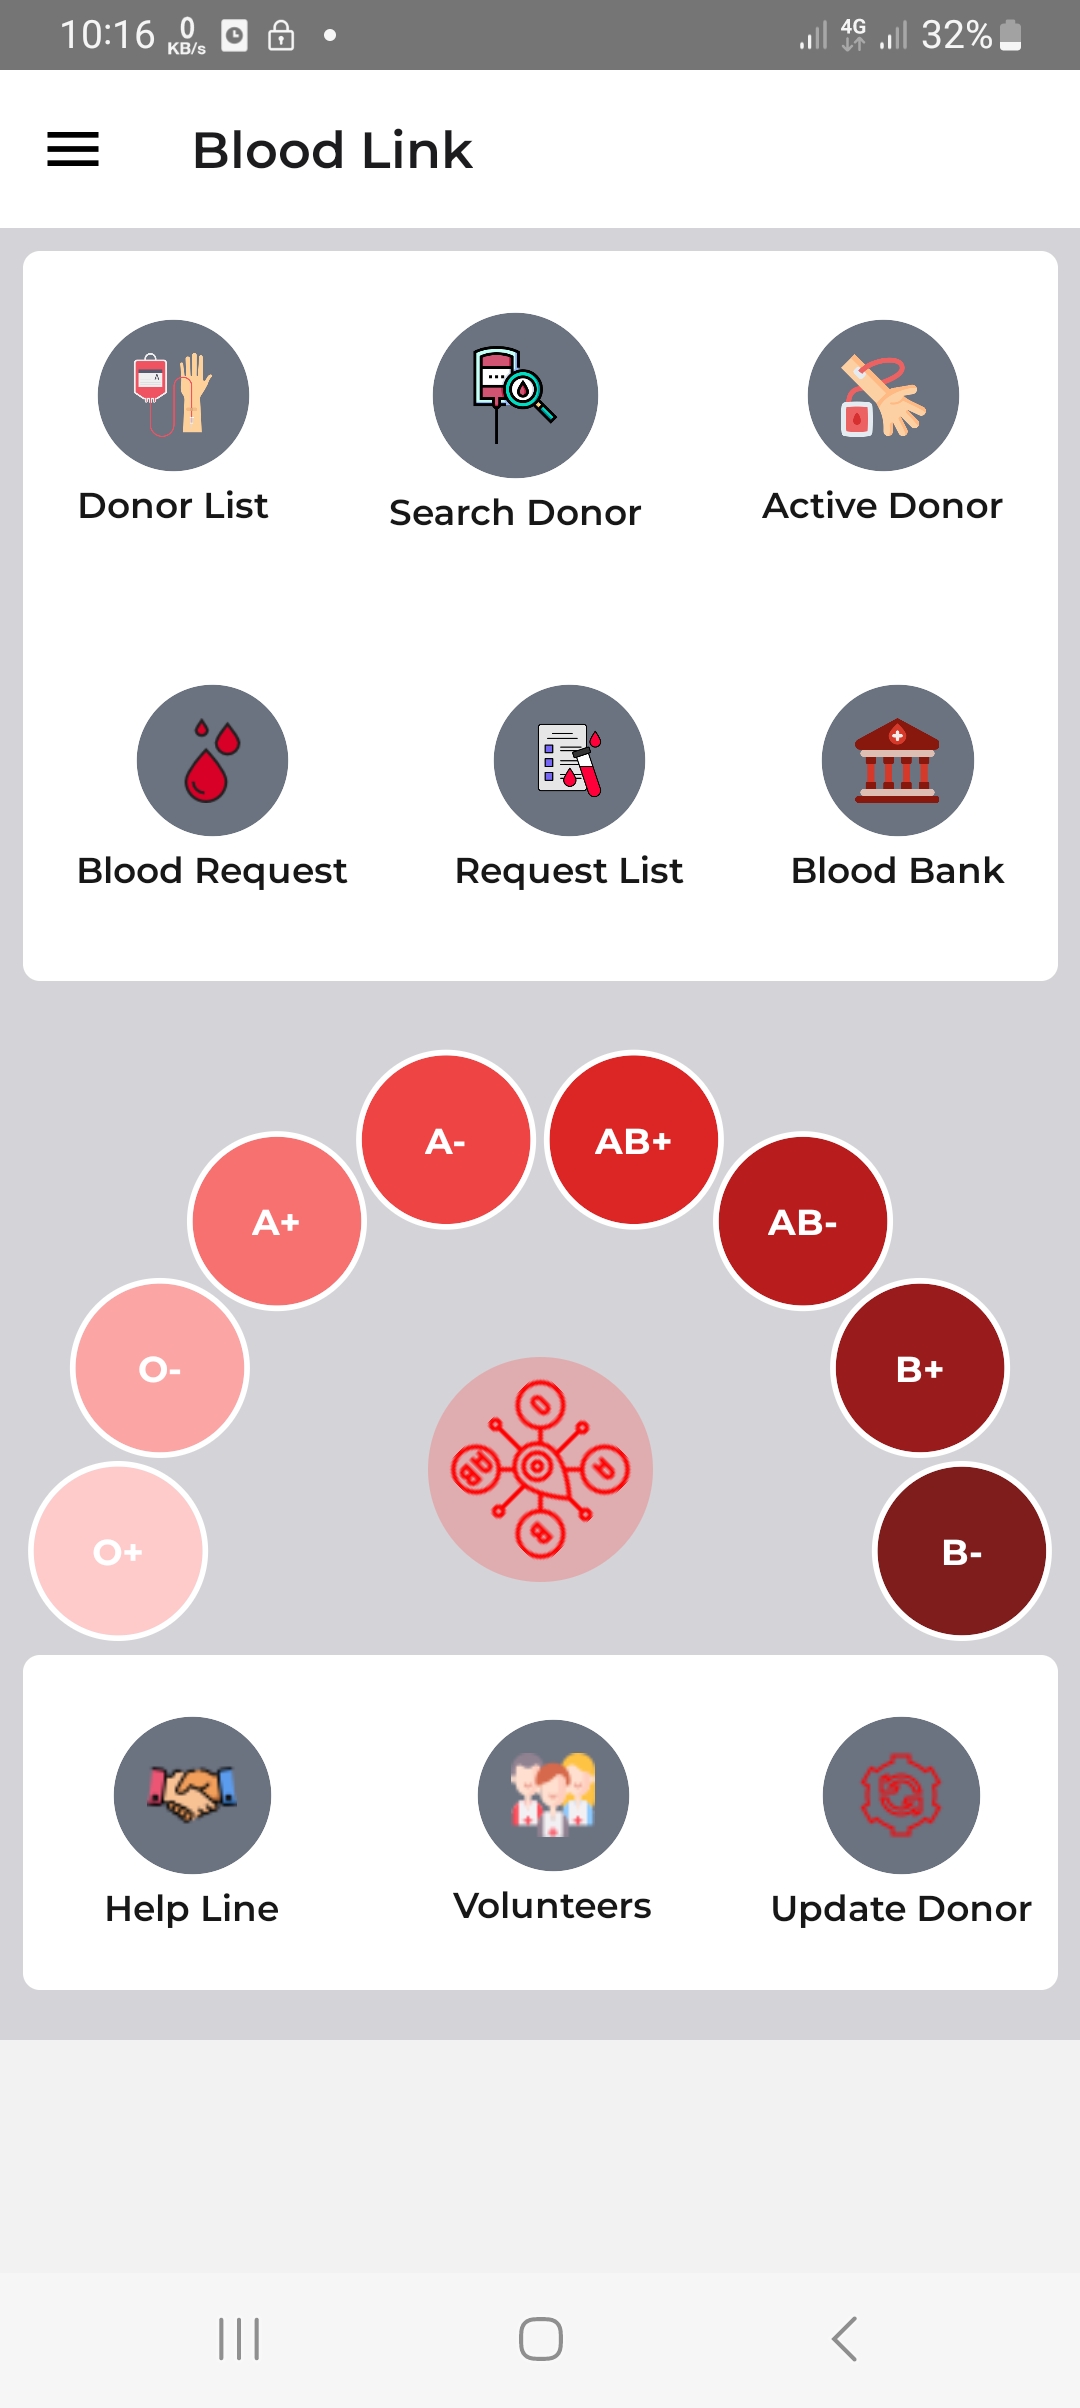 10:16 0 KB/s 4G 32%
Blood Link
Donor List Search Donor Active Donor
Blood Request Request List Blood Bank
A- AB+
A+ AB-
O- B+
O
AB A
B
O+ B-
Help Line Volunteers Update Donor